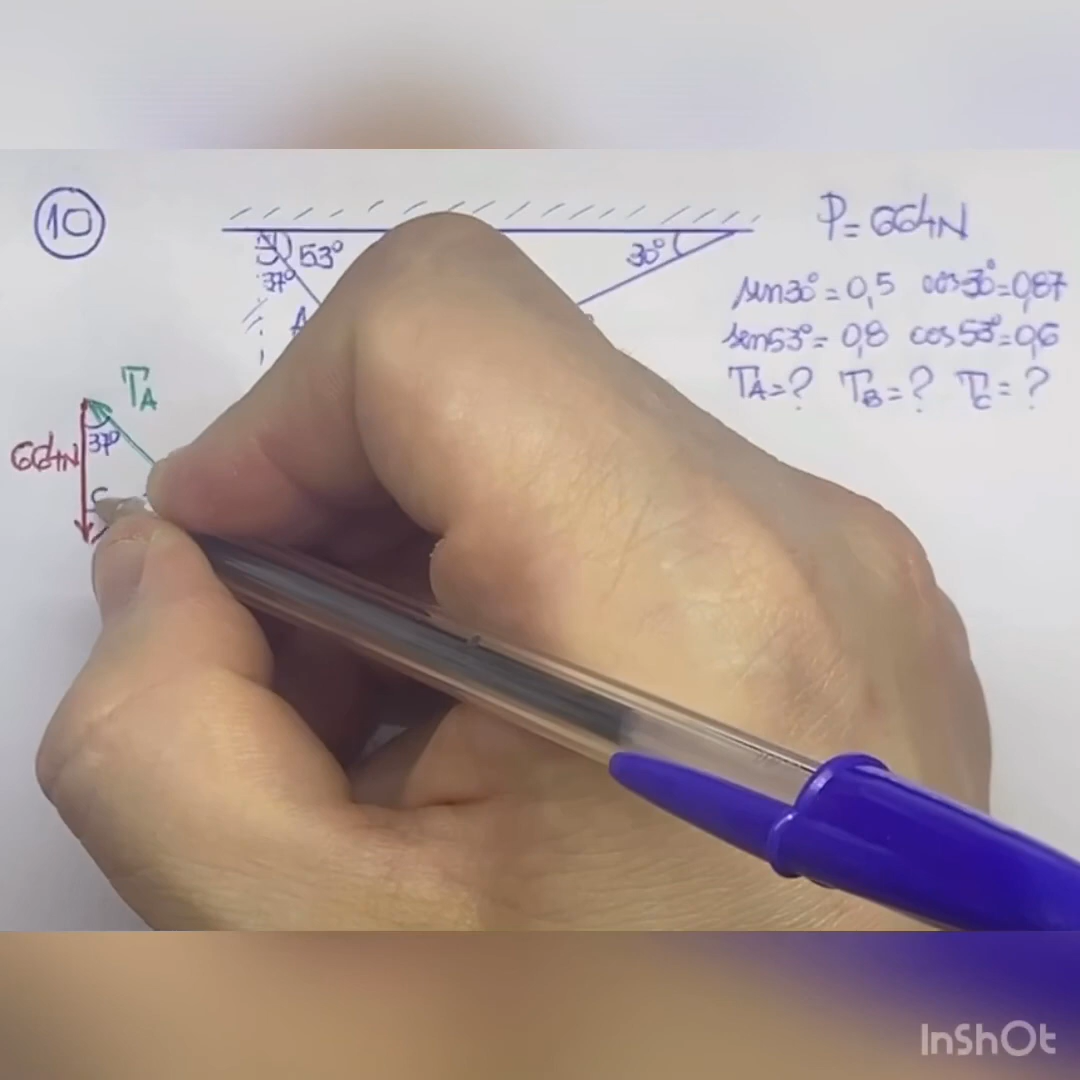 10
53° 30°
37°
A
P=664N
sen30°=0,5 cos30°=0,87
sen53°=0,8 cos53°=0,6
TA=? TB=? TC=?
TA
37°
664N
InShOt